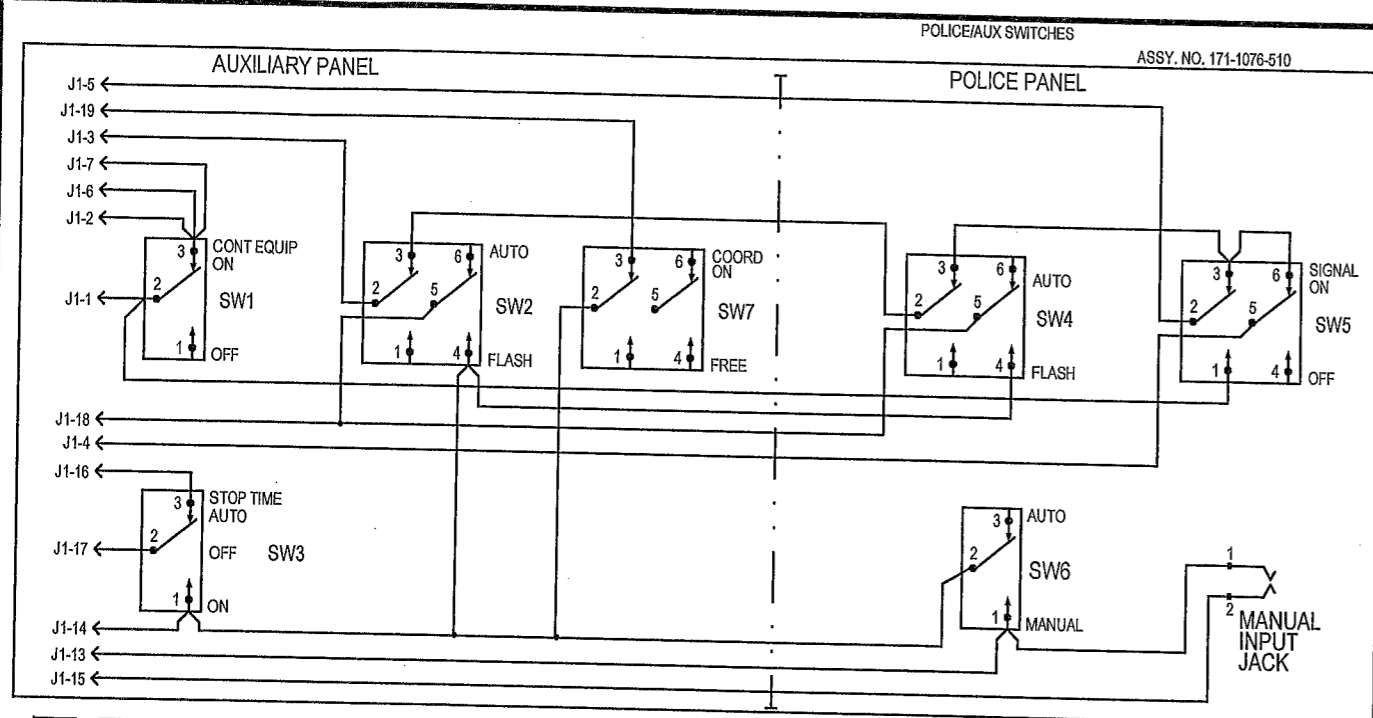 POLICE/AUX SWITCHES
ASSY. NO. 171-1076-510
AUXILIARY PANEL
POLICE PANEL
J1-5
J1-19
J1-3
J1-7
J1-6
J1-2
J1-1
3
CONT EQUIP
ON
2
SW1
1
OFF
3
6
AUTO
2
5
SW2
1
4
FLASH
3
6
COORD
ON
2
5
SW7
1
4
FREE
3
6
AUTO
2
5
SW4
1
4
FLASH
3
6
SIGNAL
ON
2
5
SW5
1
4
OFF
J1-18
J1-4
J1-16
J1-17
3
STOP TIME
AUTO
2
OFF
SW3
1
ON
3
AUTO
2
SW6
1
MANUAL
1
2
MANUAL
INPUT
JACK
J1-14
J1-13
J1-15